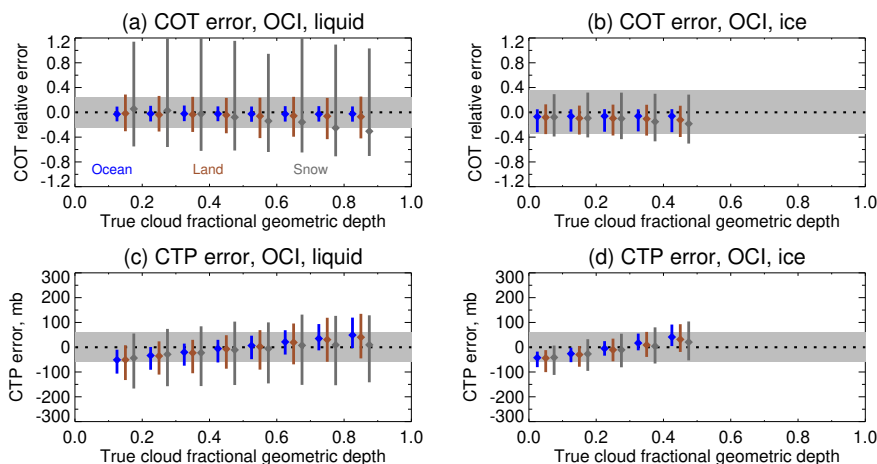 (a) COT error, OCI, liquid
COT relative error
1.2
0.8
0.4
0.0
-0.4
-0.8
-1.2
Ocean Land Snow
0.0 0.2 0.4 0.6 0.8 1.0
True cloud fractional geometric depth
(b) COT error, OCI, ice
COT relative error
1.2
0.8
0.4
0.0
-0.4
-0.8
-1.2
0.0 0.2 0.4 0.6 0.8 1.0
True cloud fractional geometric depth
(c) CTP error, OCI, liquid
CTP error, mb
300
200
100
0
-100
-200
-300
0.0 0.2 0.4 0.6 0.8 1.0
True cloud fractional geometric depth
(d) CTP error, OCI, ice
CTP error, mb
300
200
100
0
-100
-200
-300
0.0 0.2 0.4 0.6 0.8 1.0
True cloud fractional geometric depth